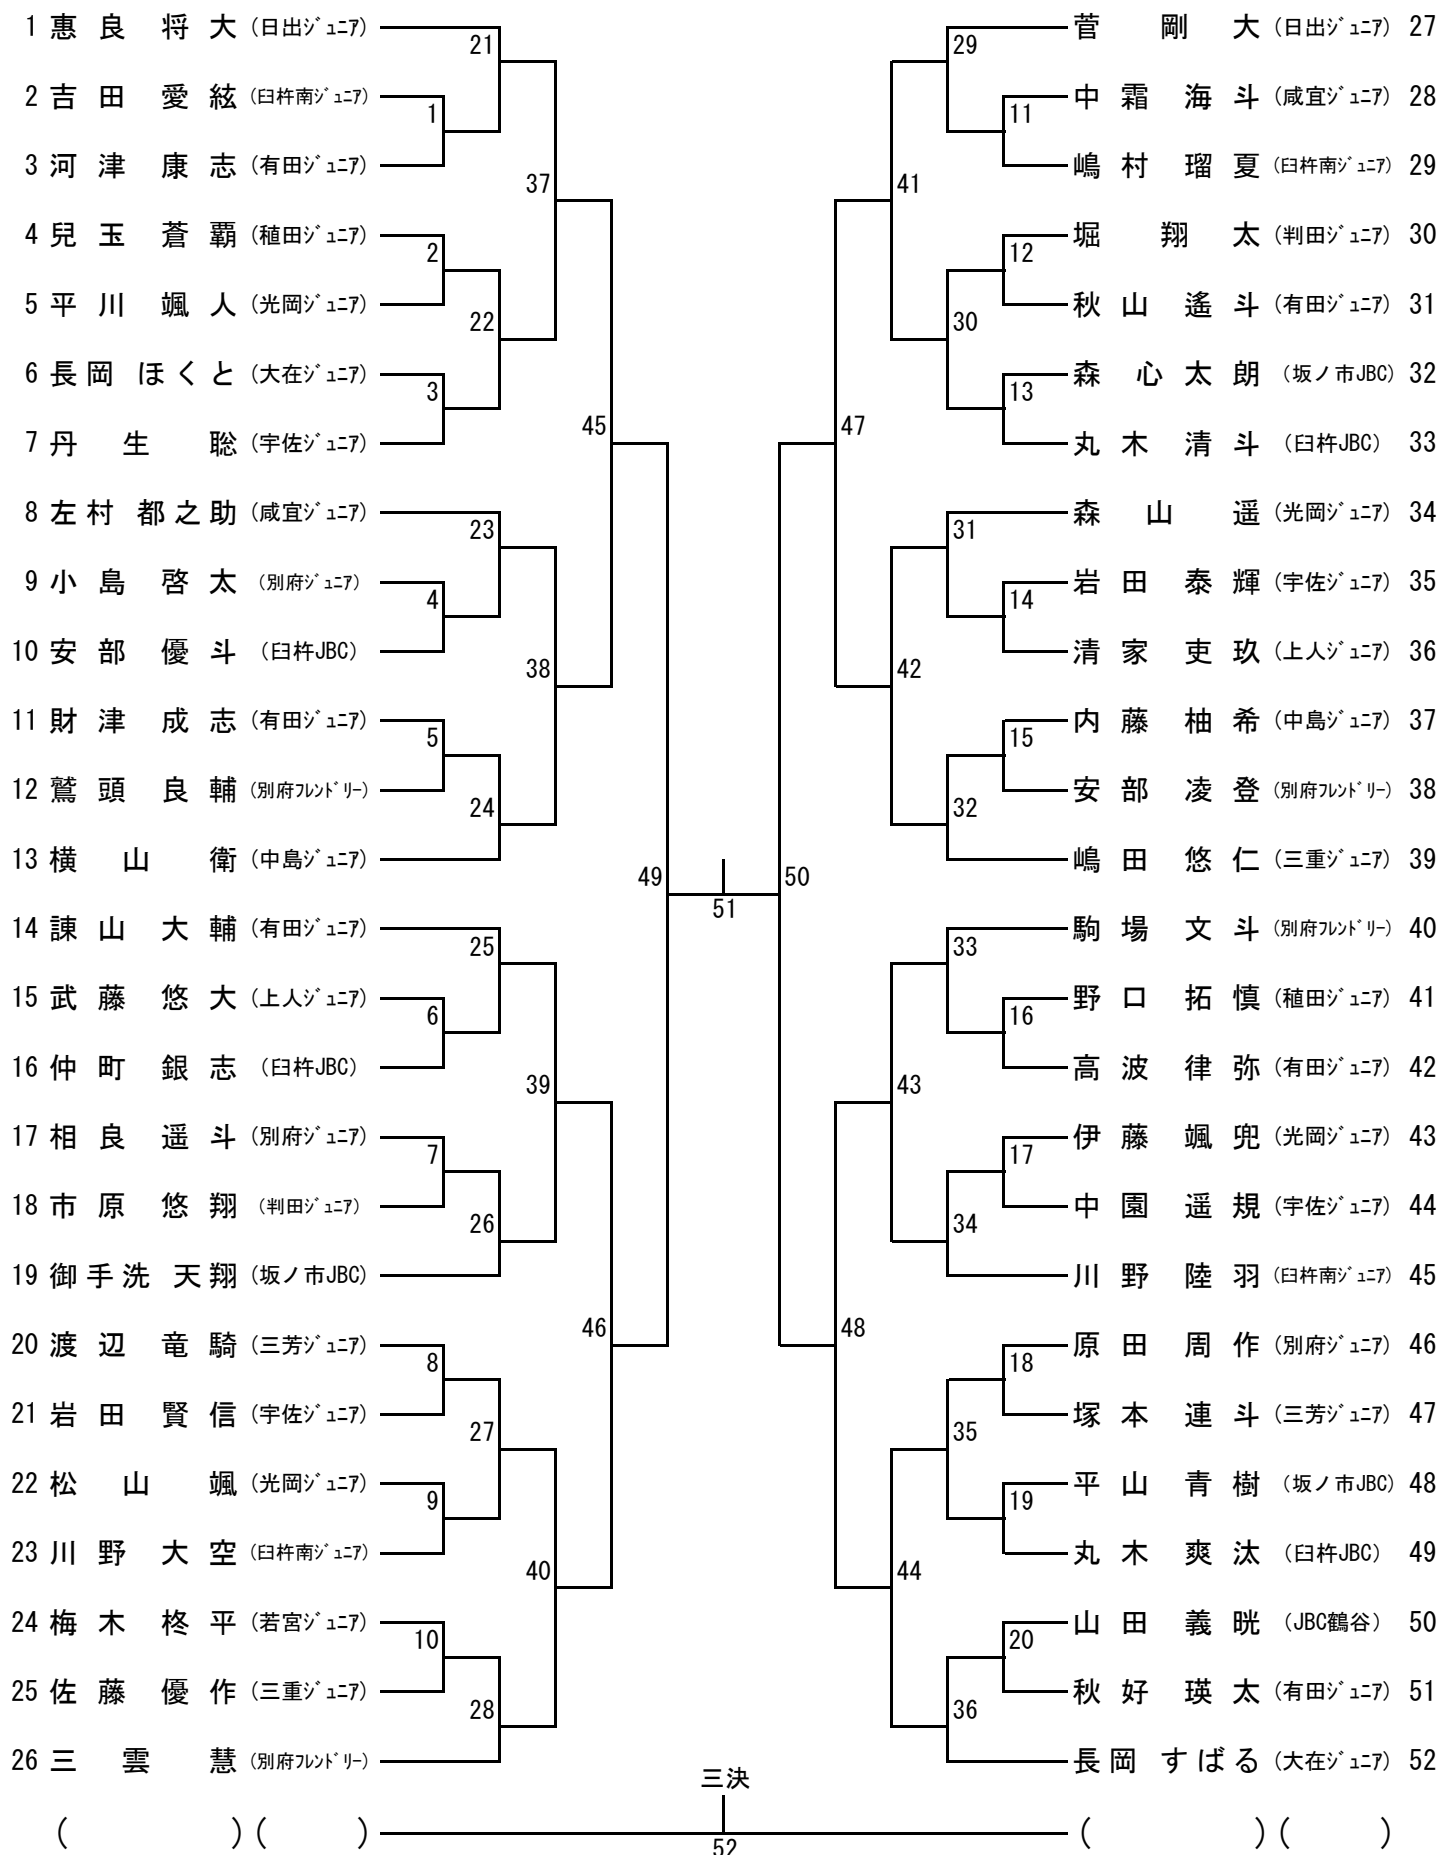 1 惠良 将大 (日出ｼﾞｭﾆｱ) 菅 剛大 (日出ｼﾞｭﾆｱ) 27
21 29
2 吉田 愛絃 (臼杵南ｼﾞｭﾆｱ) 中霜 海斗 (咸宜ｼﾞｭﾆｱ) 28
1 11
3 河津 康志 (有田ｼﾞｭﾆｱ) 嶋村 瑠夏 (臼杵南ｼﾞｭﾆｱ) 29
37 41
4 兒玉 蒼覇 (稙田ｼﾞｭﾆｱ) 堀 翔太 (判田ｼﾞｭﾆｱ) 30
2 12
5 平川 颯人 (光岡ｼﾞｭﾆｱ) 秋山 遙斗 (有田ｼﾞｭﾆｱ) 31
22 30
6 長岡 ほくと (大在ｼﾞｭﾆｱ) 森 心太朗 (坂ノ市JBC) 32
3 13
45 47
7 丹生 聡 (宇佐ｼﾞｭﾆｱ) 丸木 清斗 (臼杵JBC) 33
8 左村 都之助 (咸宜ｼﾞｭﾆｱ) 森山 遥 (光岡ｼﾞｭﾆｱ) 34
23 31
9 小島 啓太 (別府ｼﾞｭﾆｱ) 岩田 泰輝 (宇佐ｼﾞｭﾆｱ) 35
4 14
10 安部 優斗 (臼杵JBC) 清家 吏玖 (上人ｼﾞｭﾆｱ) 36
38 42
11 財津 成志 (有田ｼﾞｭﾆｱ) 内藤 柚希 (中島ｼﾞｭﾆｱ) 37
5 15
12 鷲頭 良輔 (別府ﾌﾚﾝﾄﾞﾘｰ) 安部 凌登 (別府ﾌﾚﾝﾄﾞﾘｰ) 38
24 32
13 横山 衛 (中島ｼﾞｭﾆｱ) 嶋田 悠仁 (三重ｼﾞｭﾆｱ) 39
49 50
51
14 諌山 大輔 (有田ｼﾞｭﾆｱ) 駒場 文斗 (別府ﾌﾚﾝﾄﾞﾘｰ) 40
25 33
15 武藤 悠大 (上人ｼﾞｭﾆｱ) 野口 拓慎 (稙田ｼﾞｭﾆｱ) 41
6 16
16 仲町 銀志 (臼杵JBC) 高波 律弥 (有田ｼﾞｭﾆｱ) 42
39 43
17 相良 遥斗 (別府ｼﾞｭﾆｱ) 伊藤 颯兜 (光岡ｼﾞｭﾆｱ) 43
7 17
18 市原 悠翔 (判田ｼﾞｭﾆｱ) 中園 遥規 (宇佐ｼﾞｭﾆｱ) 44
26 34
19 御手洗 天翔 (坂ノ市JBC) 川野 陸羽 (臼杵南ｼﾞｭﾆｱ) 45
46 48
20 渡辺 竜騎 (三芳ｼﾞｭﾆｱ) 原田 周作 (別府ｼﾞｭﾆｱ) 46
8 18
21 岩田 賢信 (宇佐ｼﾞｭﾆｱ) 塚本 連斗 (三芳ｼﾞｭﾆｱ) 47
27 35
22 松山 颯 (光岡ｼﾞｭﾆｱ) 平山 青樹 (坂ノ市JBC) 48
9 19
23 川野 大空 (臼杵南ｼﾞｭﾆｱ) 丸木 爽汰 (臼杵JBC) 49
40 44
24 梅木 柊平 (若宮ｼﾞｭﾆｱ) 山田 義晄 (JBC鶴谷) 50
10 20
25 佐藤 優作 (三重ｼﾞｭﾆｱ) 秋好 瑛太 (有田ｼﾞｭﾆｱ) 51
28 36
26 三雲 慧 (別府ﾌﾚﾝﾄﾞﾘｰ) 長岡 すばる (大在ｼﾞｭﾆｱ) 52
三決
( ) ( ) ( ) ( )
52